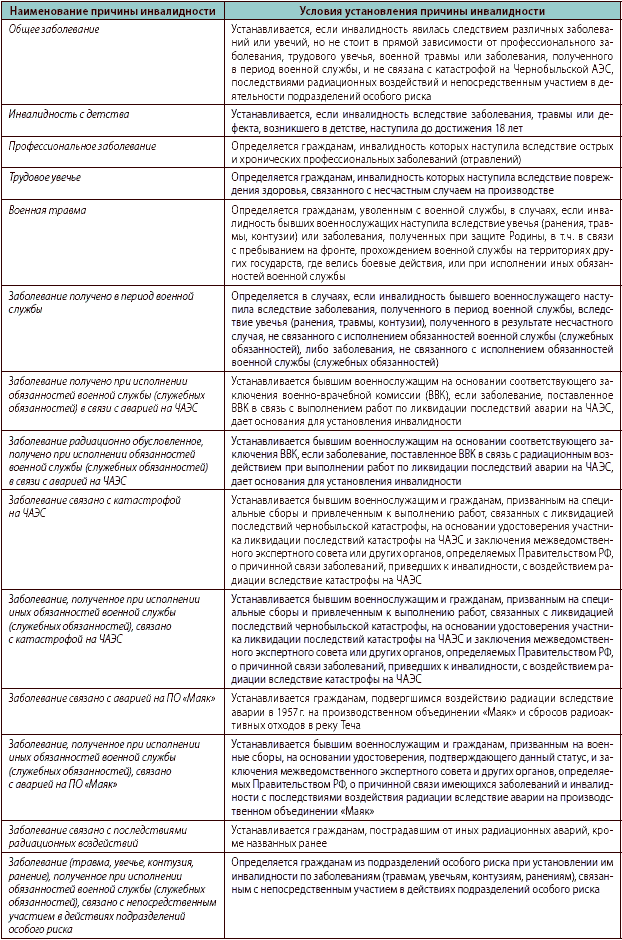 Наименование причины инвалидности
Условия установления причины инвалидности
Общее заболевание
Устанавливается, если инвалидность явилась следствием различных заболева-
ний или увечий, но не стоит в прямой зависимости от профессионального за-
болевания, трудового увечья, военной травмы или заболевания, полученного
в период военной службы, и не связана с катастрофой на Чернобыльской АЭС,
последствиями радиационных воздействий и непосредственным участием в де-
ятельности подразделений особого риска
Инвалидность с детства
Устанавливается, если инвалидность вследствие заболевания, травмы или де-
фекта, возникшего в детстве, наступила до достижения 18 лет
Профессиональное заболевание
Определяется гражданам, инвалидность которых наступила вследствие острых
и хронических профессиональных заболеваний (отравлений)
Трудовое увечье
Определяется гражданам, инвалидность которых наступила вследствие повреж-
дения здоровья, связанного с несчастным случаем на производстве
Военная травма
Определяется гражданам, уволенным с военной службы, в случаях, если инва-
лидность бывших военнослужащих наступила вследствие увечья (ранения, трав-
мы, контузии) или заболевания, полученных при защите Родины, в т.ч. в связи
с пребыванием на фронте, прохождением военной службы на территориях дру-
гих государств, где велись боевые действия, или при исполнении иных обязан-
ностей военной службы
Заболевание получено в период военной
службы
Определяется в случаях, если инвалидность бывшего военнослужащего насту-
пила вследствие заболевания, полученного в период военной службы, вследст-
вие увечья (ранения, травмы, контузии), полученного в результате несчастного
случая, не связанного с исполнением обязанностей военной службы (служебных
обязанностей), либо заболевания, не связанного с исполнением обязанностей
военной службы (служебных обязанностей)
Заболевание получено при исполнении
обязанностей военной службы (служебных
обязанностей) в связи с аварией на ЧАЭС
Устанавливается бывшим военнослужащим на основании соответствующего за-
ключения военно-врачебной комиссии (ВВК), если заболевание, поставленное
ВВК в связь с выполнением работ по ликвидации последствий аварии на ЧАЭС,
дает основания для установления инвалидности
Заболевание радиационно обусловленное,
получено при исполнении обязанностей
военной службы (служебных обязанностей)
в связи с аварией на ЧАЭС
Устанавливается бывшим военнослужащим на основании соответствующего за-
ключения ВВК, если заболевание, поставленное ВВК в связь с радиационным воз-
действием при выполнении работ по ликвидации последствий аварии на ЧАЭС,
дает основания для установления инвалидности
Заболевание связано с катастрофой
на ЧАЭС
Устанавливается бывшим военнослужащим и гражданам, призванным на специ-
альные сборы и привлеченным к выполнению работ, связанных с ликвидацией
последствий чернобыльской катастрофы, на основании удостоверения участни-
ка ликвидации последствий катастрофы на ЧАЭС и заключения межведомствен-
ного экспертного совета или других органов, определяемых Правительством РФ,
о причинной связи заболеваний, приведших к инвалидности, с воздействием ра-
диации вследствие катастрофы на ЧАЭС
Заболевание, полученное при исполнении
иных обязанностей военной службы
(служебных обязанностей), связано
с катастрофой на ЧАЭС
Устанавливается бывшим военнослужащим и гражданам, призванным на специ-
альные сборы и привлеченным к выполнению работ, связанных с ликвидацией
последствий чернобыльской катастрофы, на основании удостоверения участни-
ка ликвидации последствий катастрофы на ЧАЭС и заключения межведомствен-
ного экспертного совета или других органов, определяемых Правительством РФ,
о причинной связи заболеваний, приведших к инвалидности, с воздействием ра-
диации вследствие катастрофы на ЧАЭС
Заболевание связано с аварией на ПО «Маяк»
Устанавливается гражданам, подвергшимся воздействию радиации вследствие
аварии в 1957 г. на производственном объединении «Маяк» и сбросов радиоак-
тивных отходов в реку Теча
Заболевание, полученное при исполнении
иных обязанностей военной службы
(служебных обязанностей), связано
с аварией на ПО «Маяк»
Устанавливается бывшим военнослужащим и гражданам, призванным на воен-
ные сборы, на основании удостоверения, подтверждающего данный статус, и за-
ключения межведомственного экспертного совета и других органов, определяе-
мых Правительством РФ, о причинной связи имеющихся заболеваний и инвалид-
ности с последствиями воздействия радиации вследствие аварии на производс-
твенном объединении «Маяк»
Заболевание связано с последствиями
радиационных воздействий
Устанавливается гражданам, пострадавшим от иных радиационных аварий, кро-
ме названных ранее
Заболевание (травма, увечье, контузия,
ранение), полученное при исполнении
обязанностей военной службы (служебных
обязанностей), связано с непосредственным
участием в действиях подразделений
особого риска
Определяется гражданам из подразделений особого риска при установлении им
инвалидности по заболеваниям (травмам, увечьям, контузиям, ранениям), связан-
ным с непосредственным участием в действиях подразделений особого риска